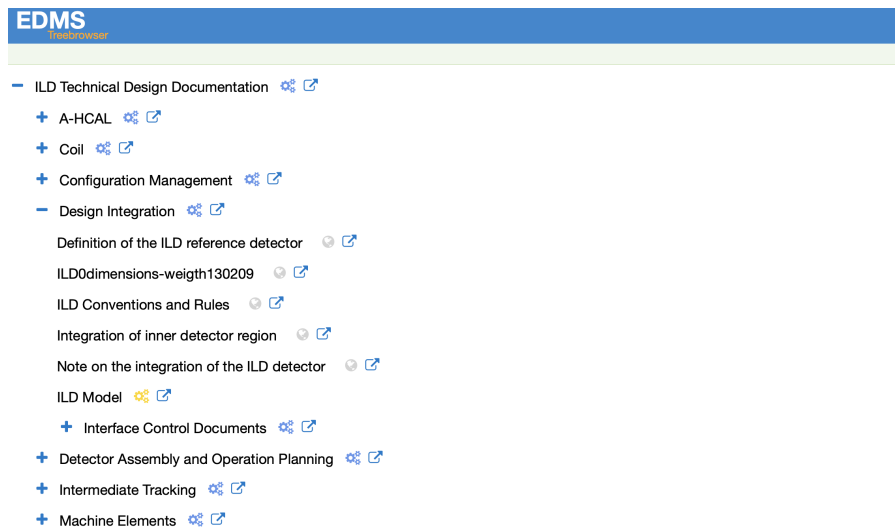 EDMS
Treebrowser
ILD Technical Design Documentation
A-HCAL
Coil
Configuration Management
Design Integration
Definition of the ILD reference detector
ILD0dimensions-weigth130209
ILD Conventions and Rules
Integration of inner detector region
Note on the integration of the ILD detector
ILD Model
Interface Control Documents
Detector Assembly and Operation Planning
Intermediate Tracking
Machine Elements